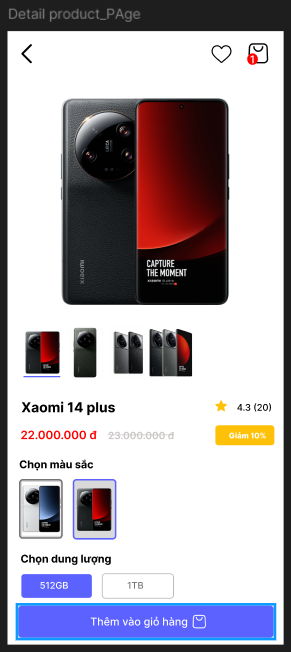 Detail product_PAge
1
CAPTURE
THE MOMENT
XIAOMI
Xaomi 14 plus
4.3 (20)
22.000.000 đ
23.000.000 đ
Giảm 10%
Chọn màu sắc
Chọn dung lượng
512GB
1TB
Thêm vào giỏ hàng